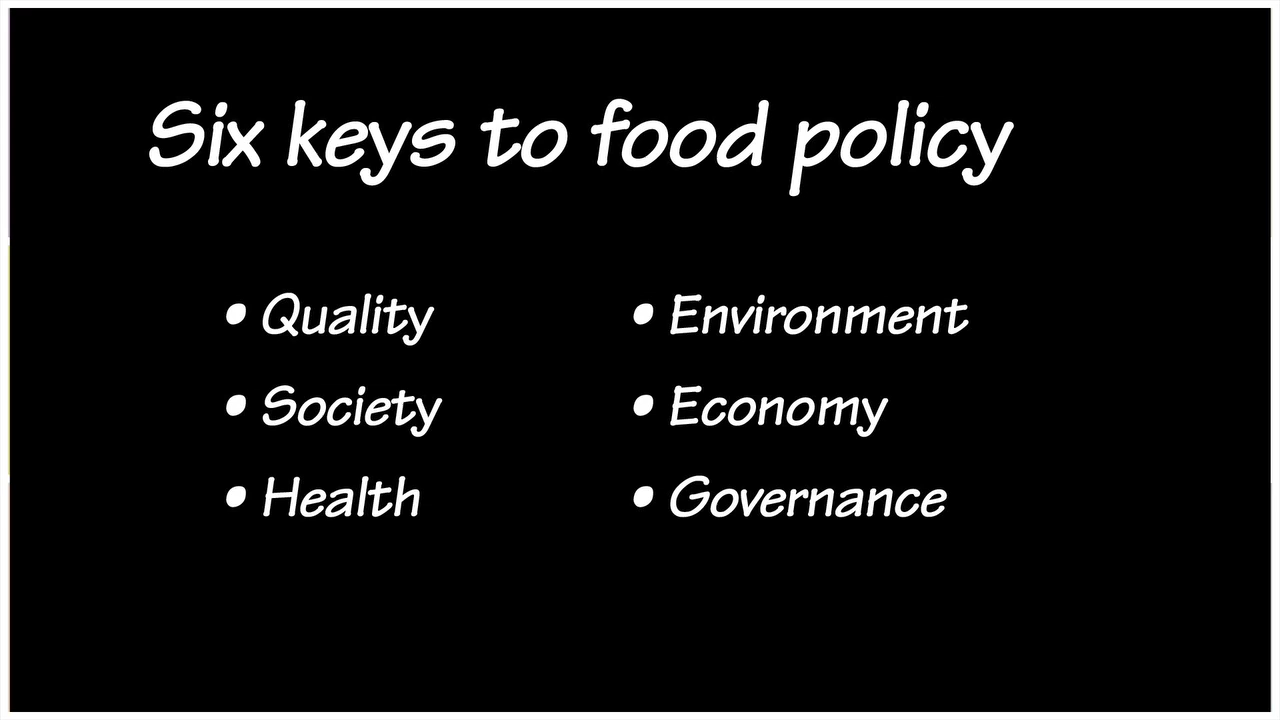 Six keys to food policy
• Quality
• Society
• Health
• Environment
• Economy
• Governance